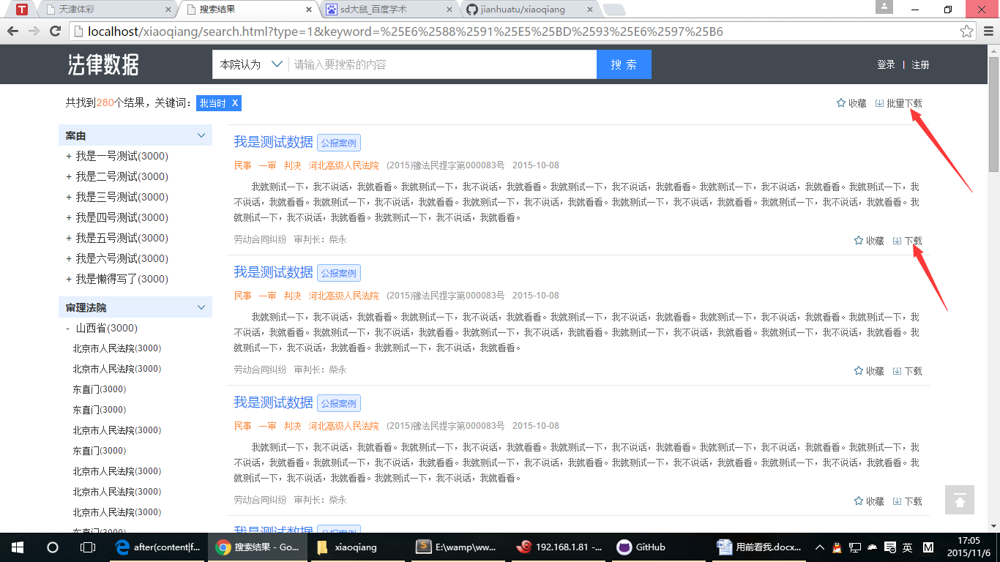 天津体彩
搜索结果
sd大鼠_百度学术
jianhuatu/xiaoqiang
localhost/xiaoqiang/search.html?type=1&keyword=%25E6%2588%2591%25E5%25BD%2593%25E6%2597%25B6
法律数据 本院认为 请输入要搜索的内容 搜 索 登录 | 注册
共找到280个结果，关键词： 我当时 X 收藏 批量下载
案由
+ 我是一号测试(3000)
+ 我是二号测试(3000)
+ 我是三号测试(3000)
+ 我是四号测试(3000)
+ 我是五号测试(3000)
+ 我是六号测试(3000)
+ 我是懒得写了(3000)
审理法院
- 山西省(3000)
北京市人民法院(3000)
北京市人民法院(3000)
东直门(3000)
东直门(3000)
北京市人民法院(3000)
东直门(3000)
北京市人民法院(3000)
北京市人民法院(3000)
北京市人民法院(3000)
东直门(3000)
我是测试数据 公报案例
民事 一审 判决 河北高级人民法院 (2015)豫法民提字第000083号 2015-10-08
我就测试一下，我不说话，我就看看。我就测试一下，我不说话，我就看看。我就测试一下，我不说话，我就看看。我就测试一下，我不说话，我就看看。我就测试一下，我
不说话，我就看看。我就测试一下，我不说话，我就看看。我就测试一下，我不说话，我就看看。我就测试一下，我不说话，我就看看。我就测试一下，我不说话，我就看看。我
就测试一下，我不说话，我就看看。我就测试一下，我不说话，我就看看。
劳动合同纠纷 审判长：柴永 收藏 下载
我是测试数据 公报案例
民事 一审 判决 河北高级人民法院 (2015)豫法民提字第000083号 2015-10-08
我就测试一下，我不说话，我就看看。我就测试一下，我不说话，我就看看。我就测试一下，我不说话，我就看看。我就测试一下，我不说话，我就看看。我就测试一下，我
不说话，我就看看。我就测试一下，我不说话，我就看看。我就测试一下，我不说话，我就看看。我就测试一下，我不说话，我就看看。我就测试一下，我不说话，我就看看。我
就测试一下，我不说话，我就看看。我就测试一下，我不说话，我就看看。
劳动合同纠纷 审判长：柴永 收藏 下载
我是测试数据 公报案例
民事 一审 判决 河北高级人民法院 (2015)豫法民提字第000083号 2015-10-08
我就测试一下，我不说话，我就看看。我就测试一下，我不说话，我就看看。我就测试一下，我不说话，我就看看。我就测试一下，我不说话，我就看看。我就测试一下，我
不说话，我就看看。我就测试一下，我不说话，我就看看。我就测试一下，我不说话，我就看看。我就测试一下，我不说话，我就看看。我就测试一下，我不说话，我就看看。我
就测试一下，我不说话，我就看看。我就测试一下，我不说话，我就看看。
劳动合同纠纷 审判长：柴永 收藏 下载
我是测试数据 公报案例
after(content|f...
搜索结果 - Go...
xiaoqiang
E:\wamp\ww...
192.168.1.81 -...
GitHub
用前看我.docx...
英
M
17:05
2015/11/6